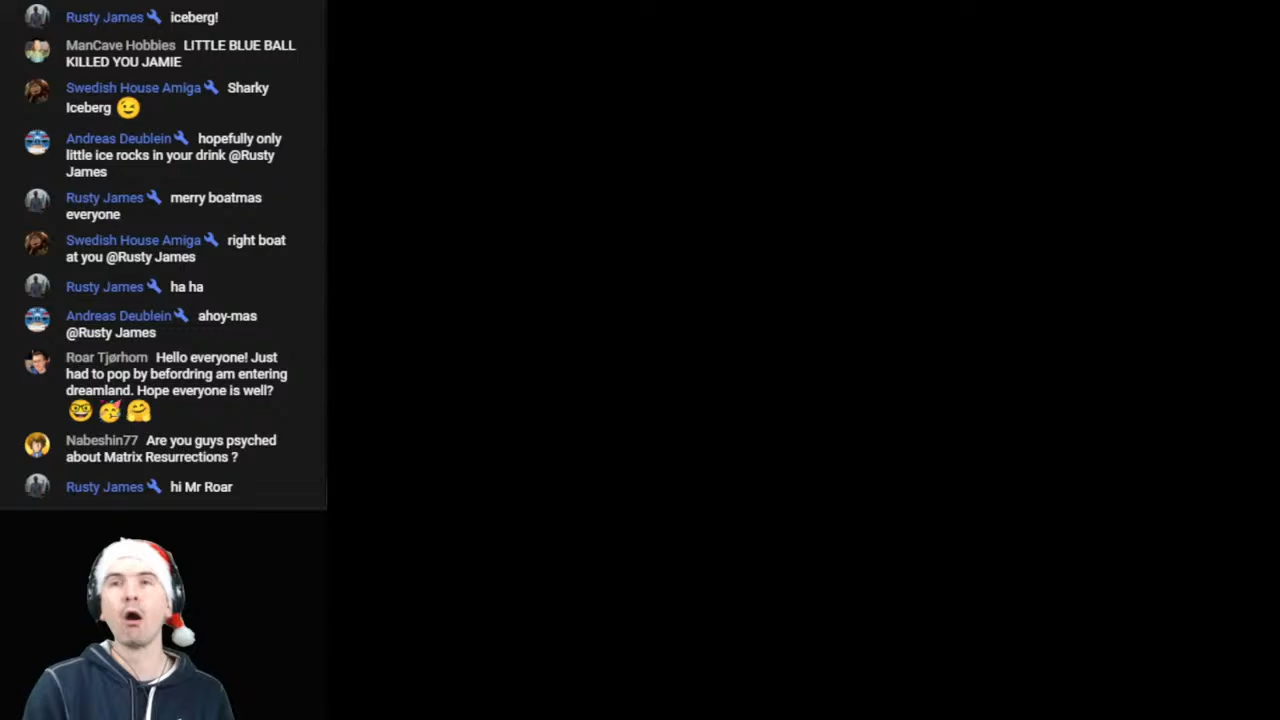 Rusty James iceberg!
ManCave Hobbies LITTLE BLUE BALL
KILLED YOU JAMIE
Swedish House Amiga Sharky
Iceberg 😉
Andreas Deublein hopefully only
little ice rocks in your drink @Rusty
James
Rusty James merry boatmas
everyone
Swedish House Amiga right boat
at you @Rusty James
Rusty James ha ha
Andreas Deublein ahoy-mas
@Rusty James
Roar Tjørhom Hello everyone! Just
had to pop by befordring am entering
dreamland. Hope everyone is well?
🤓 🥳 🤗
Nabeshin77 Are you guys psyched
about Matrix Resurrections ?
Rusty James hi Mr Roar